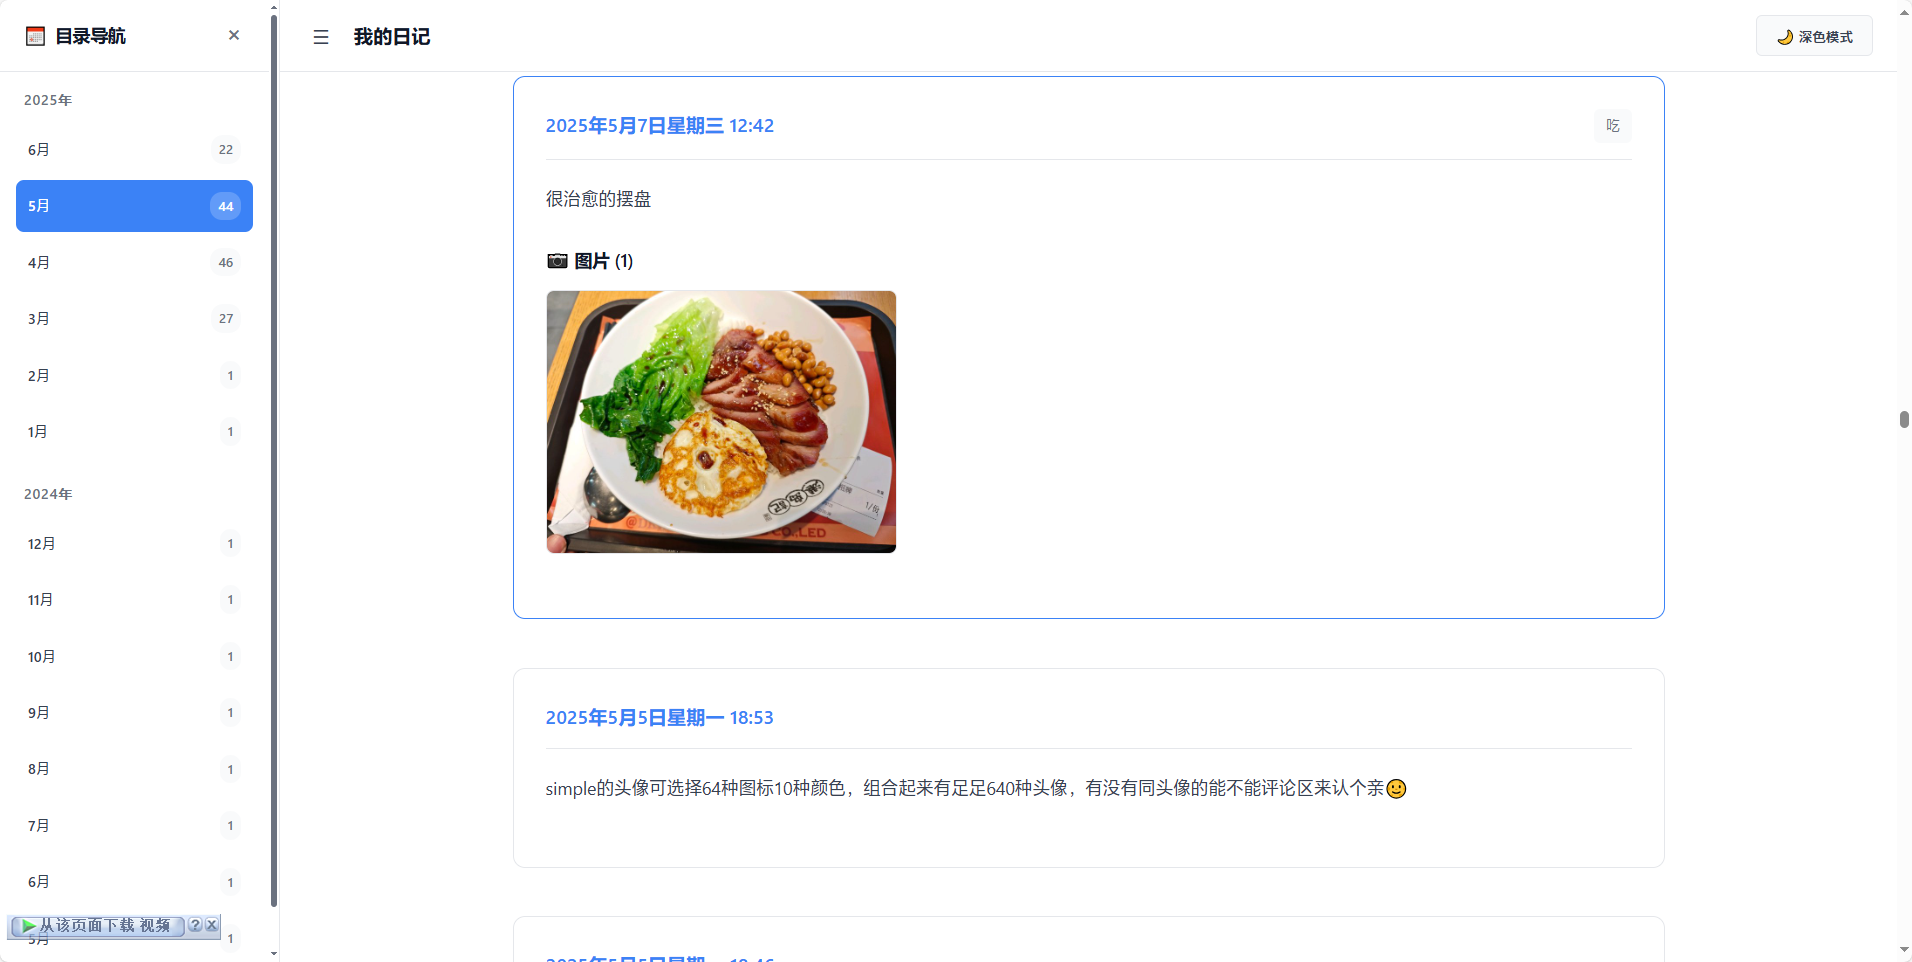 目录导航
×
2025年
6月 22
5月 44
4月 46
3月 27
2月 1
1月 1
2024年
12月 1
11月 1
10月 1
9月 1
8月 1
7月 1
6月 1
5月 1
从该页面下载 视频 ? X
☰ 我的日记
🌙 深色模式
2025年5月7日星期三 12:42
吃
很治愈的摆盘
📷 图片 (1)
CO.,LED
1/份
2025年5月5日星期一 18:53
simple的头像可选择64种图标10种颜色，组合起来有足足640种头像，有没有同头像的能不能评论区来认个亲🙂